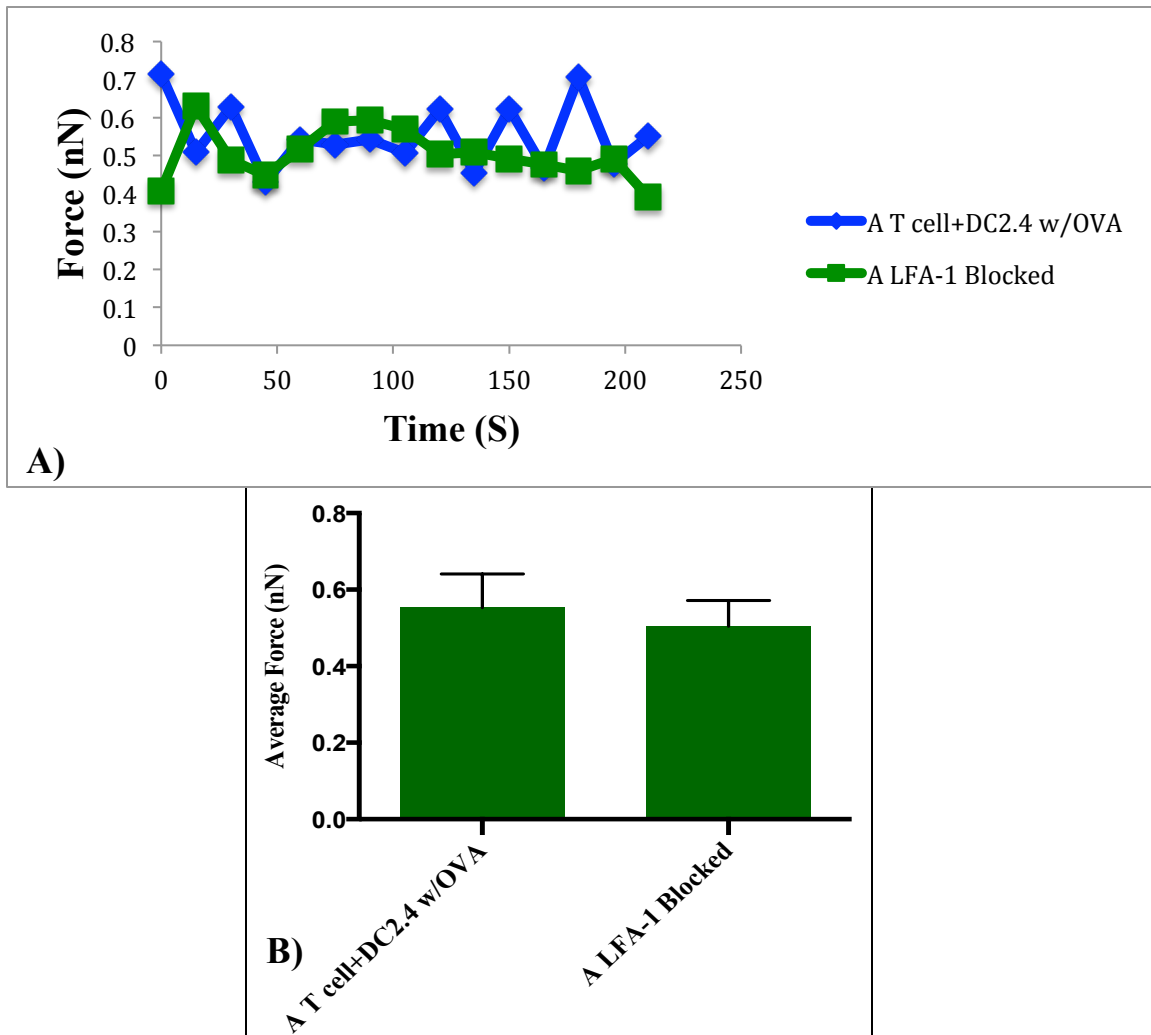 0.8
0.7
0.6
0.5
0.4
0.3
0.2
0.1
0
Force (nN)
0 50 100 150 200 250
Time (S)
A T cell+DC2.4 w/OVA
A LFA-1 Blocked
A)
0.8
0.6
0.4
0.2
0.0
Average Force (nN)
A T cell+DC2.4 w/OVA
A LFA-1 Blocked
B)